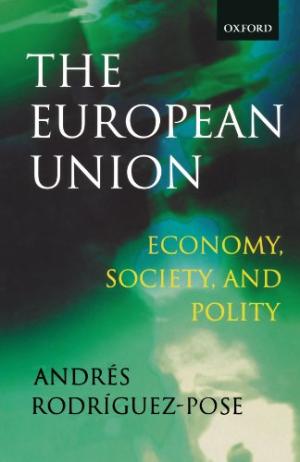 OXFORD
THE
EUROPEAN
UNION
ECONOMY,
SOCIETY, AND
POLITY
ANDRÉS
RODRÍGUEZ-POSE